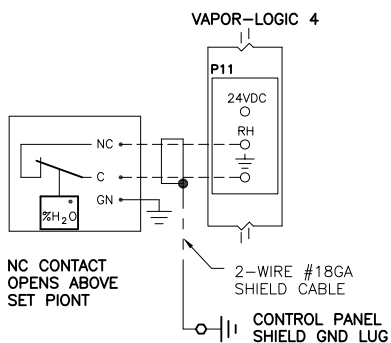 VAPOR-LOGIC 4
P11
24VDC
RH
NC
C
GN
%H2O
NC CONTACT
OPENS ABOVE
SET PIONT
2-WIRE #18GA
SHIELD CABLE
CONTROL PANEL
SHIELD GND LUG